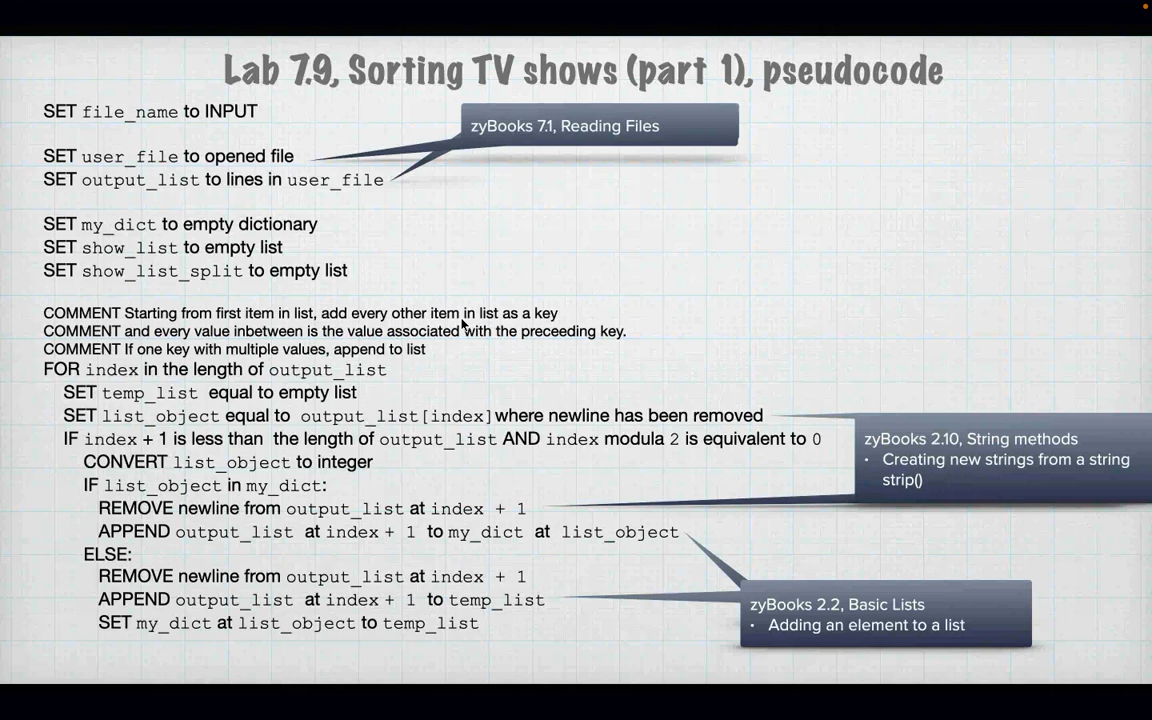 Lab 7.9, Sorting TV shows (part 1), pseudocode
SET file_name to INPUT
zyBooks 7.1, Reading Files
SET user_file to opened file
SET output_list to lines in user_file
SET my_dict to empty dictionary
SET show_list to empty list
SET show_list_split to empty list
COMMENT Starting from first item in list, add every other item in list as a key
COMMENT and every value inbetween is the value associated with the preceeding key.
COMMENT If one key with multiple values, append to list
FOR index in the length of output_list
SET temp_list equal to empty list
SET list_object equal to output_list[index] where newline has been removed
IF index + 1 is less than the length of output_list AND index modula 2 is equivalent to 0
CONVERT list_object to integer
IF list_object in my_dict:
REMOVE newline from output_list at index + 1
APPEND output_list at index + 1 to my_dict at list_object
ELSE:
REMOVE newline from output_list at index + 1
APPEND output_list at index + 1 to temp_list
SET my_dict at list_object to temp_list
zyBooks 2.10, String methods
• Creating new strings from a string
strip()
zyBooks 2.2, Basic Lists
• Adding an element to a list